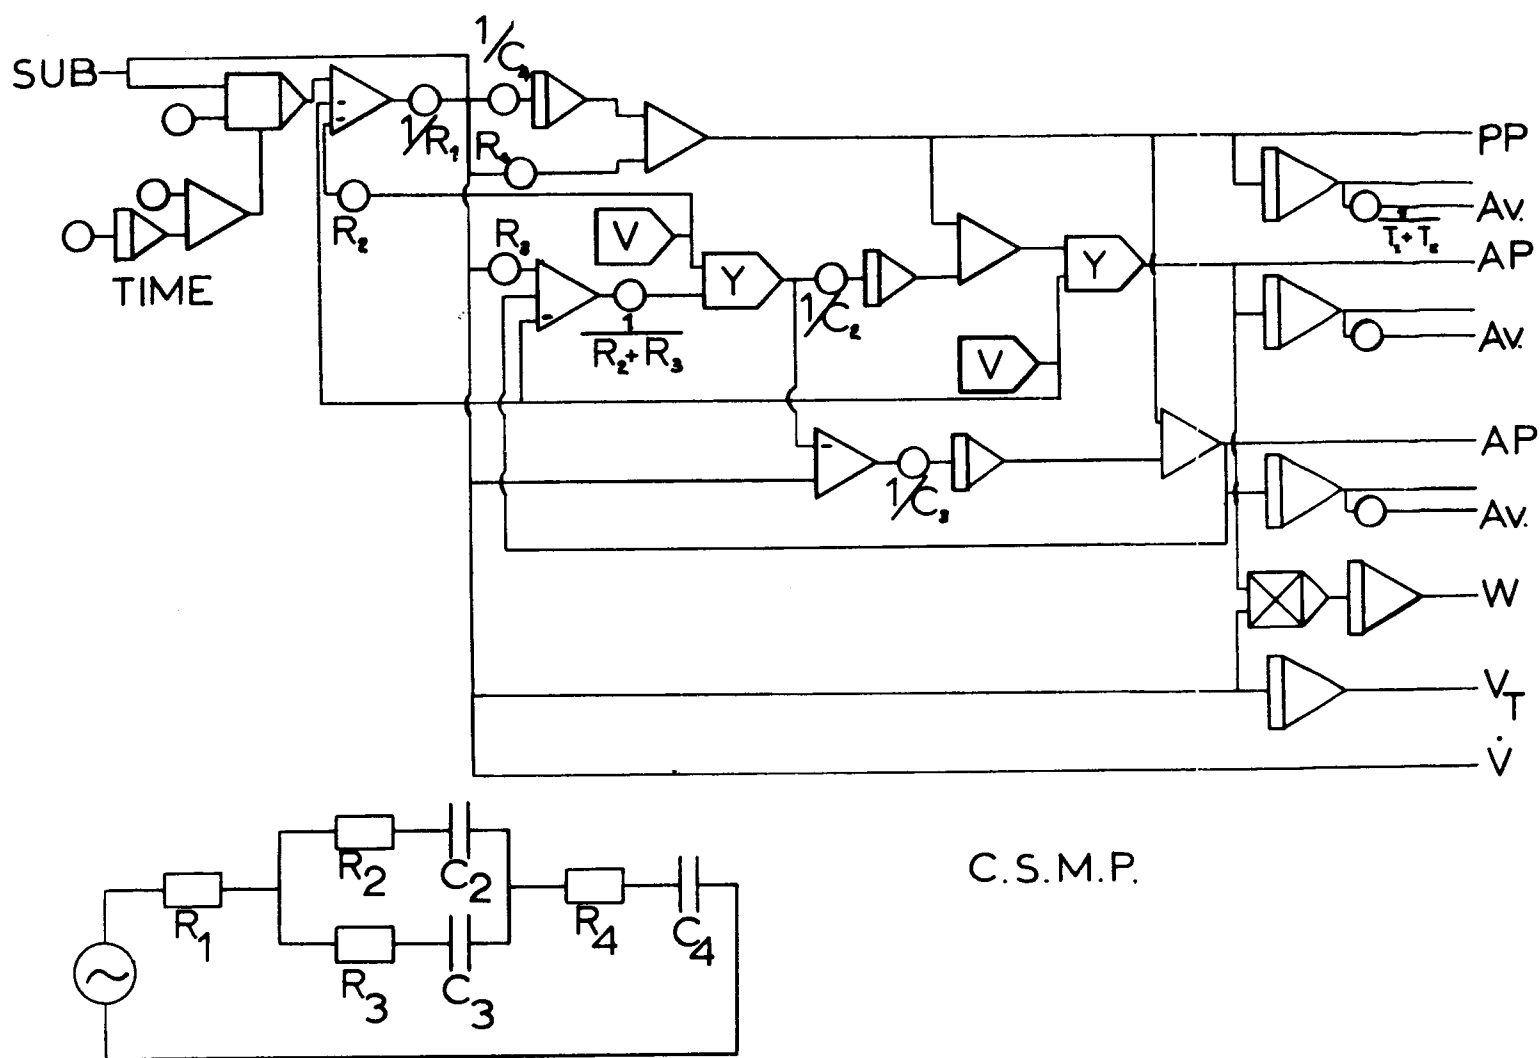 SUB
1/C4
1/R1
R4
R2
TIME
V
R3
Y
1/C2
1
R2+R3
V
Y
1/C3
PP
Av.
1
T1+T2
AP
Av.
AP
Av.
W
VT
V̇
C.S.M.P.
R1
R2
C2
R3
C3
R4
C4